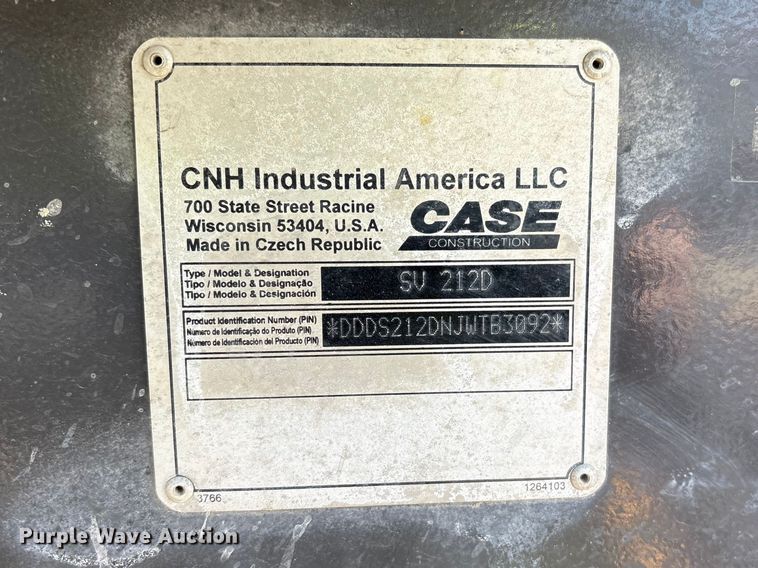 CNH Industrial America LLC
700 State Street Racine
Wisconsin 53404, U.S.A.
Made in Czech Republic
CASE
CONSTRUCTION
Type / Model & Designation
Tipo / Modelo & Designação
Tipo / Modelo & Designación
SV 212D
Product Identification Number (PIN)
Número de Identificação do Produto (PIN)
Número de Identificación del Producto (PIN)
*DDDS212DNJWTB3092*
3766
1264103
Purple Wave Auction